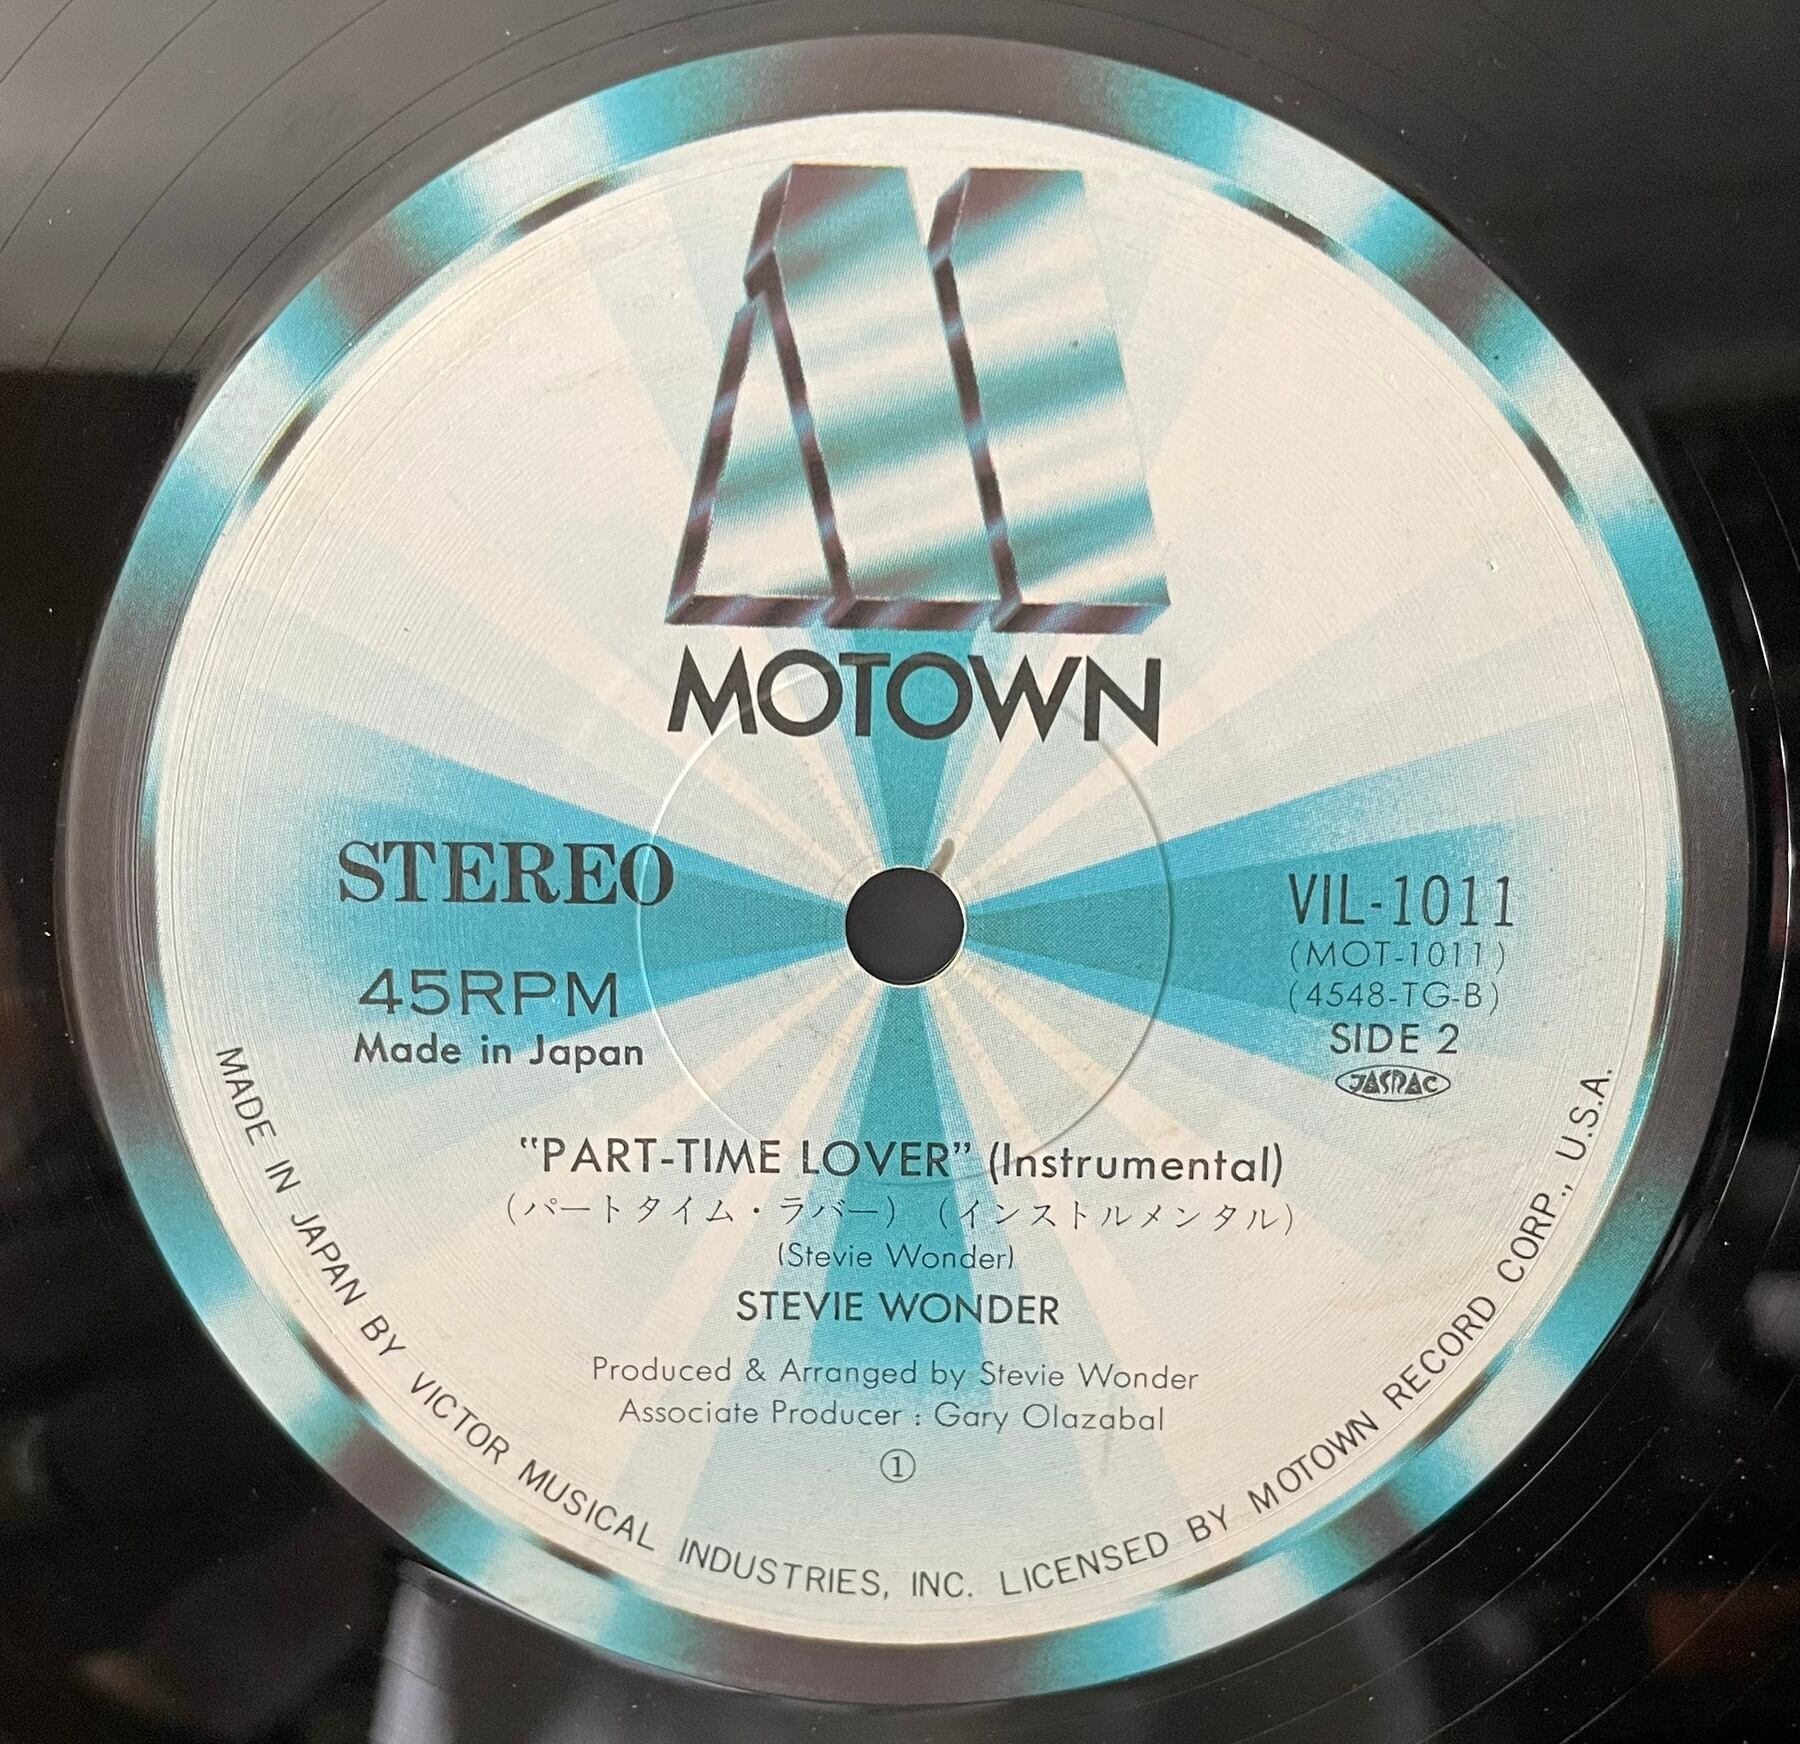 MOTOWN
STEREO
45RPM
Made in Japan
VIL-1011
(MOT-1011)
(4548-TG-B)
SIDE 2
JASRAC
“PART-TIME LOVER” (Instrumental)
(パートタイム・ラバー) (インストルメンタル)
(Stevie Wonder)
STEVIE WONDER
Produced & Arranged by Stevie Wonder
Associate Producer : Gary Olazabal
①
MADE IN JAPAN BY VICTOR MUSICAL INDUSTRIES, INC. LICENSED BY MOTOWN RECORD CORP., U.S.A.